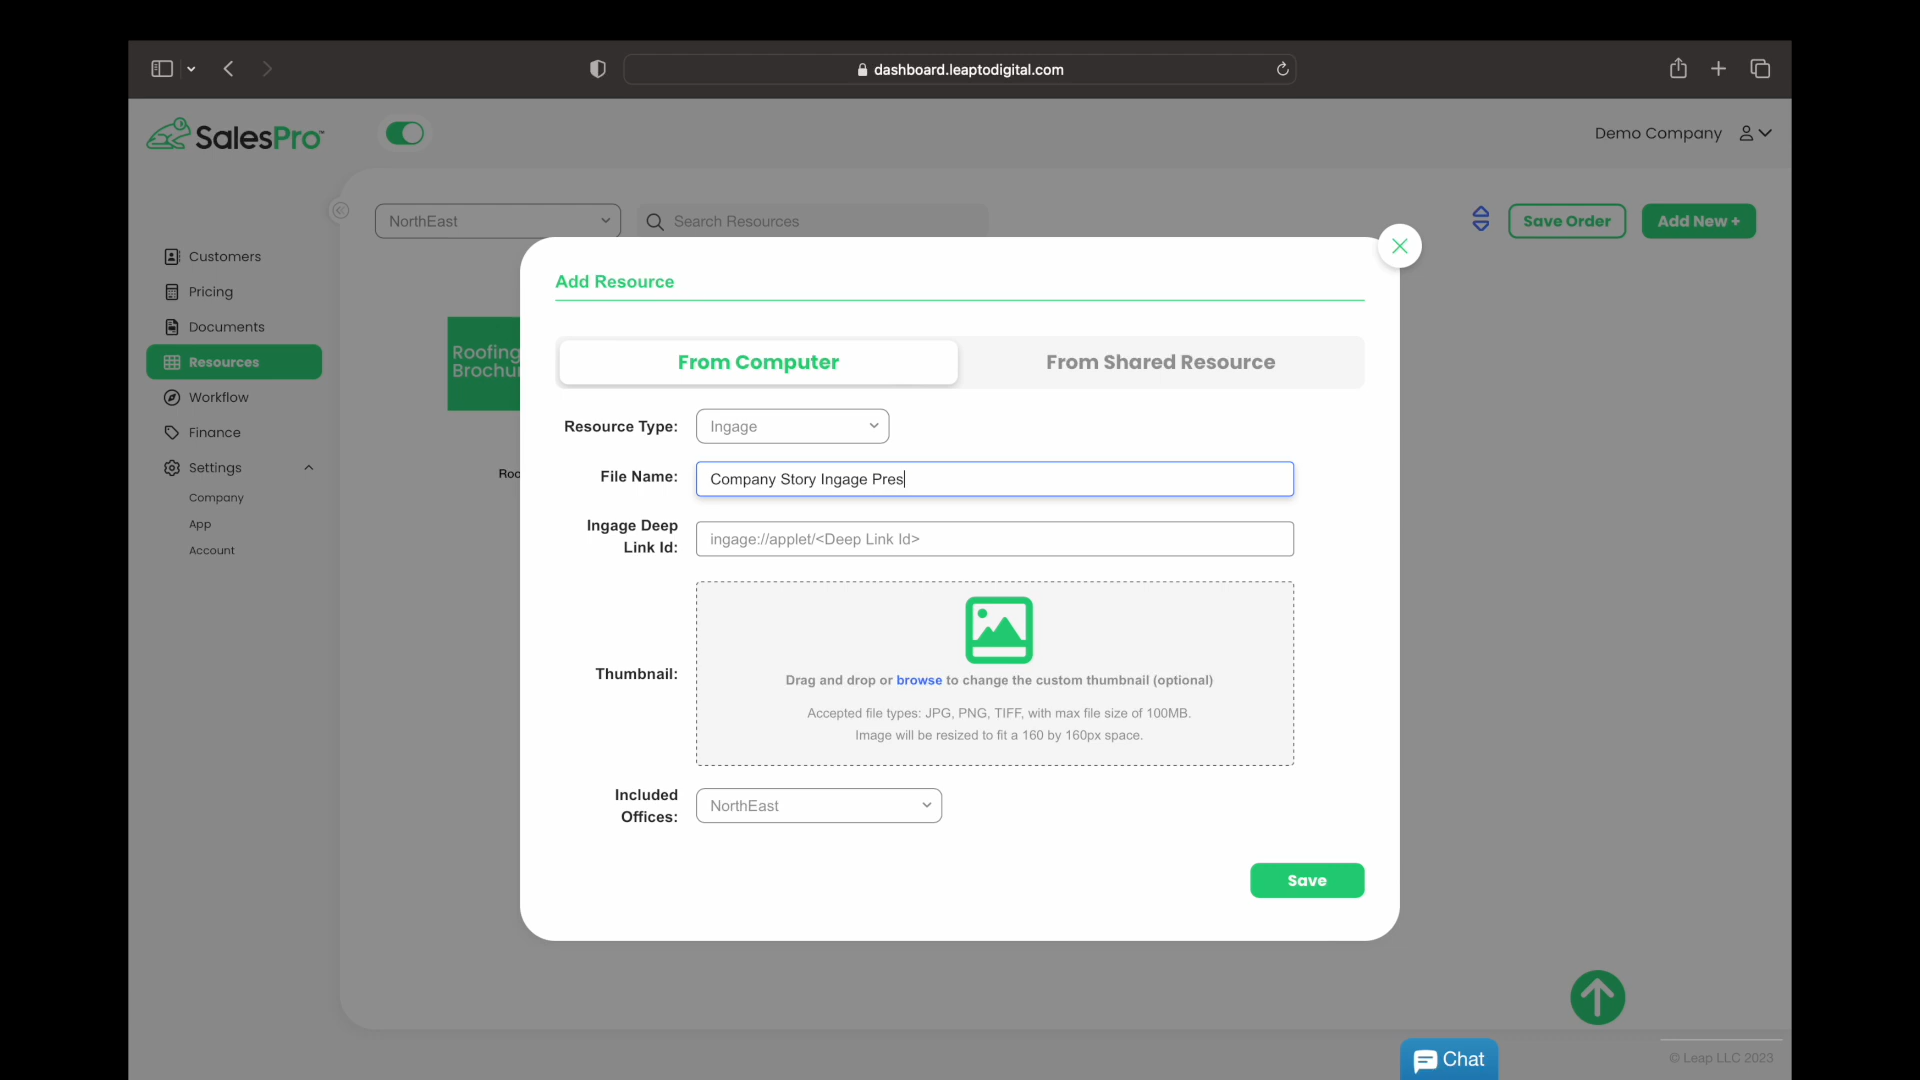 dashboard.leaptodigital.com
SalesPro™
Demo Company
NorthEast
Search Resources
Save Order
Add New +
Customers
Pricing
Documents
Resources
Workflow
Finance
Settings
Company
App
Account
Roofing
Brochu
Roo
Add Resource
From Computer
From Shared Resource
Resource Type:
Ingage
File Name:
Company Story Ingage Pres
Ingage Deep
Link Id:
ingage://applet/<Deep Link Id>
Thumbnail:
Drag and drop or browse to change the custom thumbnail (optional)
Accepted file types: JPG, PNG, TIFF, with max file size of 100MB.
Image will be resized to fit a 160 by 160px space.
Included
Offices:
NorthEast
Save
Chat
© Leap LLC 2023